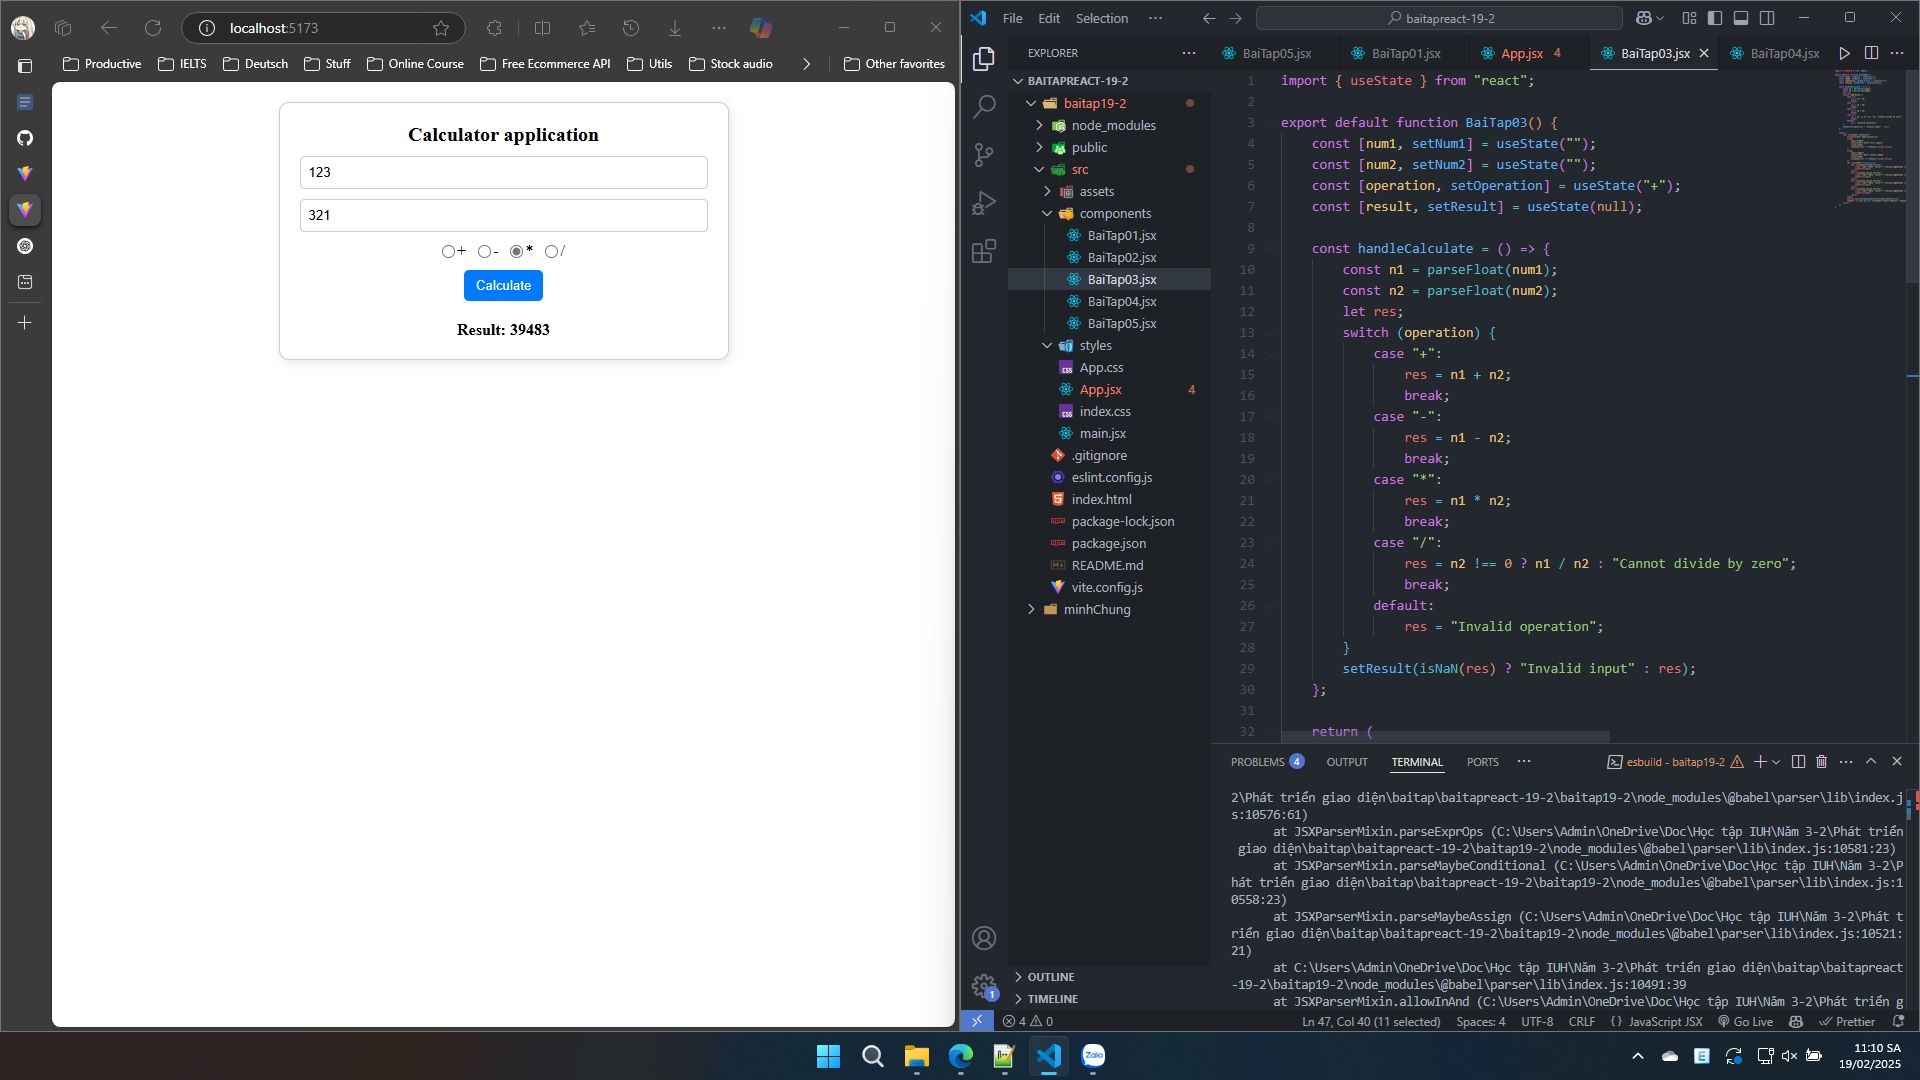 localhost:5173
Productive
IELTS
Deutsch
Stuff
Online Course
Free Ecommerce API
Utils
Stock audio
Other favorites
Calculator application
123
321
+ - * /
Calculate
Result: 39483
File Edit Selection ···
baitapreact-19-2
EXPLORER
BAITAPREACT-19-2
baitap19-2
node_modules
public
src
assets
components
BaiTap01.jsx
BaiTap02.jsx
BaiTap03.jsx
BaiTap04.jsx
BaiTap05.jsx
styles
App.css
App.jsx 4
index.css
main.jsx
.gitignore
eslint.config.js
index.html
package-lock.json
package.json
README.md
vite.config.js
minhChung
OUTLINE
TIMELINE
1
BaiTap05.jsx BaiTap01.jsx App.jsx 4 BaiTap03.jsx BaiTap04.jsx
1 import { useState } from "react";
2
3 export default function BaiTap03() {
4 const [num1, setNum1] = useState("");
5 const [num2, setNum2] = useState("");
6 const [operation, setOperation] = useState("+");
7 const [result, setResult] = useState(null);
8
9 const handleCalculate = () => {
10 const n1 = parseFloat(num1);
11 const n2 = parseFloat(num2);
12 let res;
13 switch (operation) {
14 case "+":
15 res = n1 + n2;
16 break;
17 case "-":
18 res = n1 - n2;
19 break;
20 case "*":
21 res = n1 * n2;
22 break;
23 case "/":
24 res = n2 !== 0 ? n1 / n2 : "Cannot divide by zero";
25 break;
26 default:
27 res = "Invalid operation";
28 }
29 setResult(isNaN(res) ? "Invalid input" : res);
30 };
31
32 return (
PROBLEMS 4 OUTPUT TERMINAL PORTS ··· esbuild - baitap19-2
2\Phát triển giao diện\baitap\baitapreact-19-2\baitap19-2\node_modules\@babel\parser\lib\index.j
s:10576:61)
at JSXParserMixin.parseExprOps (C:\Users\Admin\OneDrive\Doc\Học tập IUH\Năm 3-2\Phát triển
giao diện\baitap\baitapreact-19-2\baitap19-2\node_modules\@babel\parser\lib\index.js:10581:23)
at JSXParserMixin.parseMaybeConditional (C:\Users\Admin\OneDrive\Doc\Học tập IUH\Năm 3-2\P
hát triển giao diện\baitap\baitapreact-19-2\baitap19-2\node_modules\@babel\parser\lib\index.js:1
0558:23)
at JSXParserMixin.parseMaybeAssign (C:\Users\Admin\OneDrive\Doc\Học tập IUH\Năm 3-2\Phát t
riển giao diện\baitap\baitapreact-19-2\baitap19-2\node_modules\@babel\parser\lib\index.js:10521:
21)
at C:\Users\Admin\OneDrive\Doc\Học tập IUH\Năm 3-2\Phát triển giao diện\baitap\baitapreact
-19-2\baitap19-2\node_modules\@babel\parser\lib\index.js:10491:39
at JSXParserMixin.allowInAnd (C:\Users\Admin\OneDrive\Doc\Học tập IUH\Năm 3-2\Phát triển g
4 0
Ln 47, Col 40 (11 selected) Spaces: 4 UTF-8 CRLF {} JavaScript JSX Go Live Prettier
Zalo
11:10 SA
19/02/2025